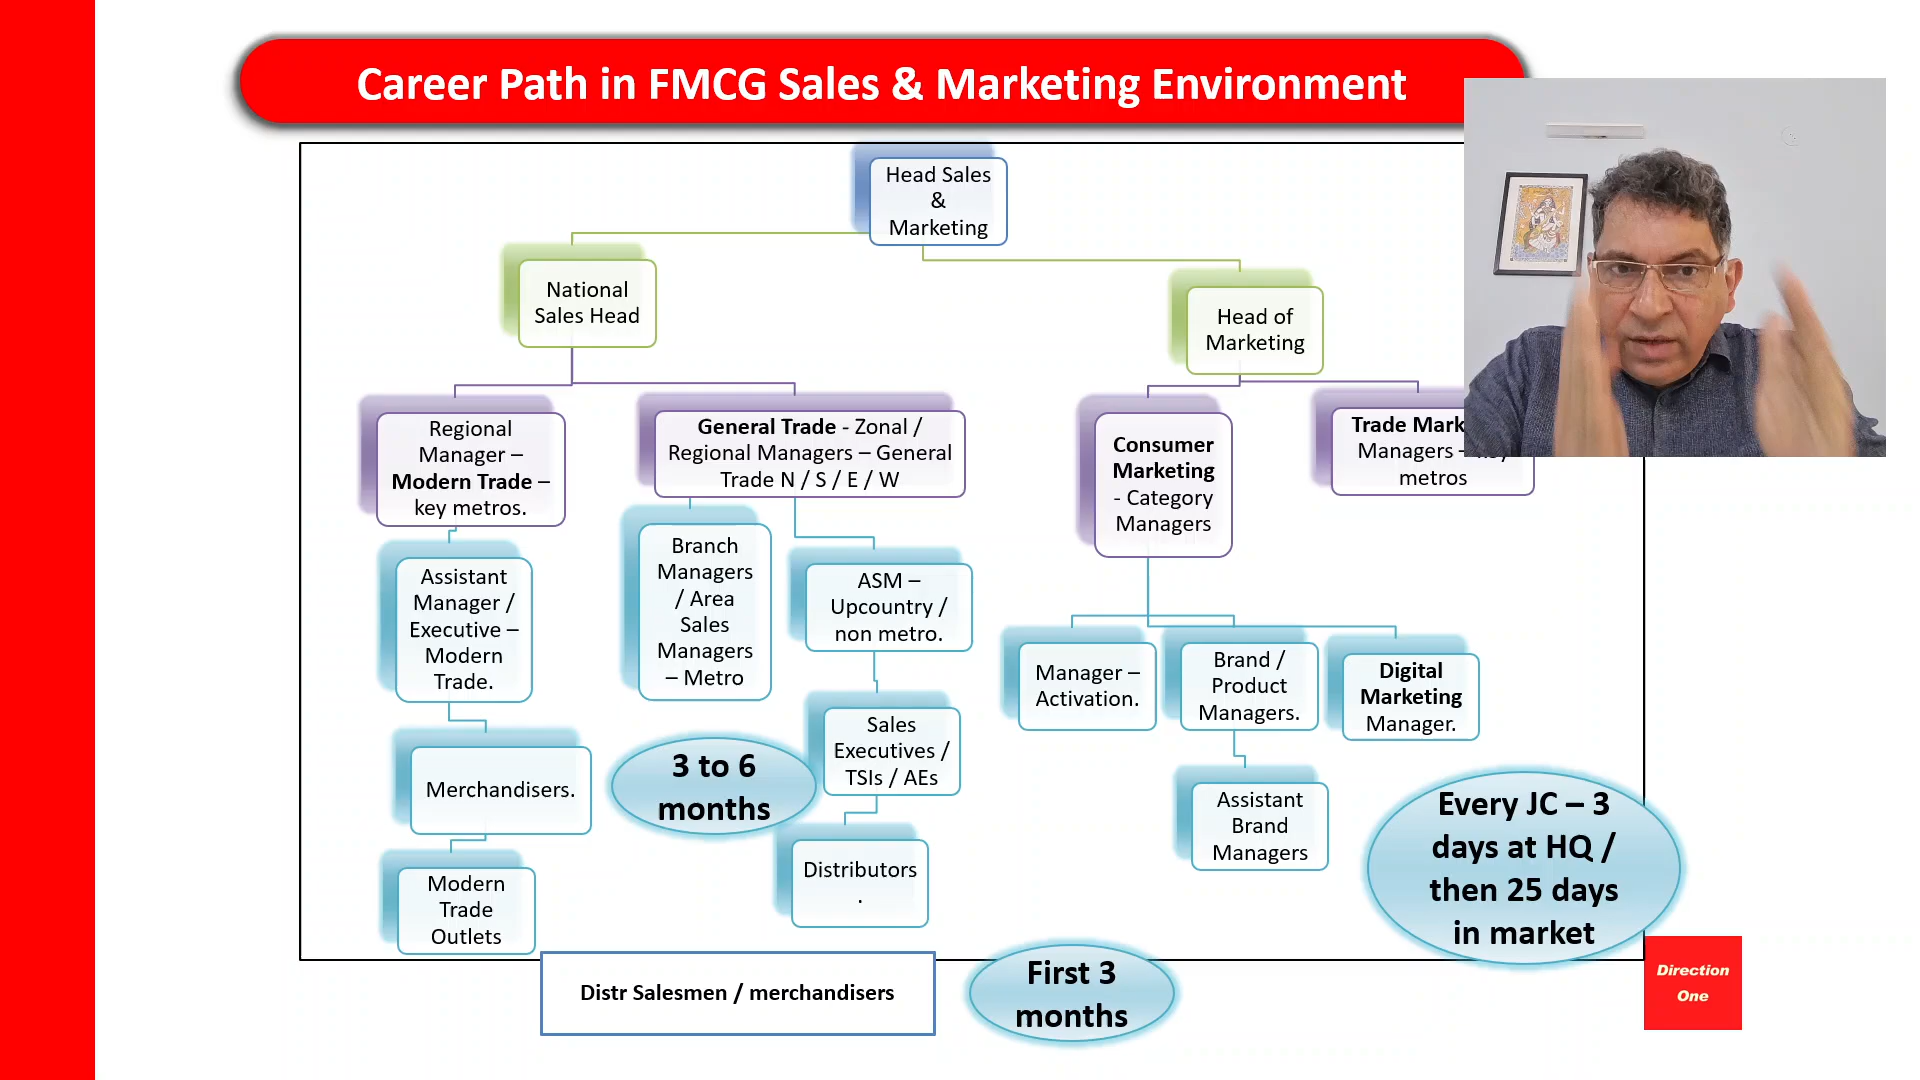 Career Path in FMCG Sales & Marketing Environment
Head Sales
&
Marketing
National
Sales Head
Head of
Marketing
Regional
Manager –
Modern Trade –
key metros.
General Trade - Zonal /
Regional Managers – General
Trade N / S / E / W
Consumer
Marketing
- Category
Managers
Trade Mark
Managers -
metros
Assistant
Manager /
Executive –
Modern
Trade.
Branch
Managers
/ Area
Sales
Managers
– Metro
ASM –
Upcountry /
non metro.
Manager –
Activation.
Brand /
Product
Managers.
Digital
Marketing
Manager.
Merchandisers.
3 to 6
months
Sales
Executives /
TSIs / AEs
Assistant
Brand
Managers
Every JC – 3
days at HQ /
then 25 days
in market
Modern
Trade
Outlets
Distributors
.
Distr Salesmen / merchandisers
First 3
months
Direction
One